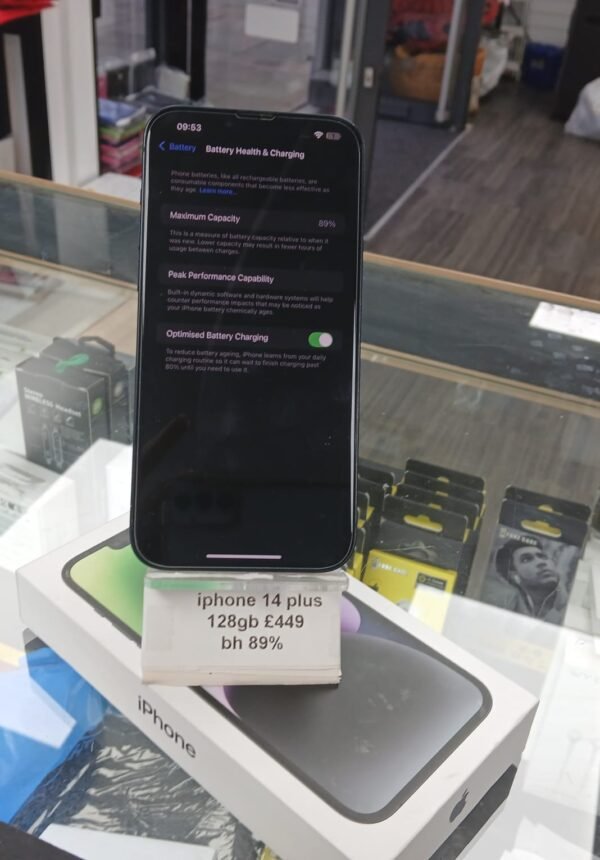 09:53
Battery
Battery Health & Charging
Phone batteries, like all rechargeable batteries, are
consumable components that become less effective as
they age. Learn more...
Maximum Capacity
89%
This is a measure of battery capacity relative to when it
was new. Lower capacity may result in fewer hours of
usage between charges.
Peak Performance Capability
Built-in dynamic software and hardware systems will help
counter performance impacts that may be noticed as
your iPhone battery chemically ages.
Optimised Battery Charging
To reduce battery ageing, iPhone learns from your daily
charging routine so it can wait to finish charging past
80% until you need to use it.
Stereo
WIRELESS Headset
iphone 14 plus
128gb £449
bh 89%
iPhone